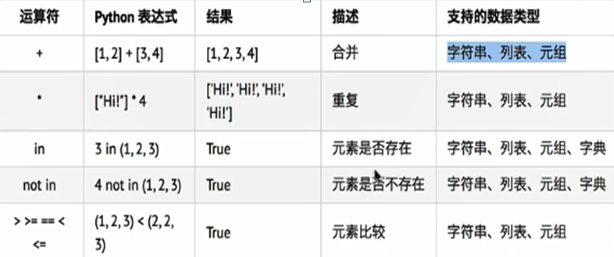 运算符 Python 表达式 结果 描述 支持的数据类型
+ [1, 2] + [3, 4] [1, 2, 3, 4] 合并 字符串、列表、元组
* ["Hi!"] * 4 ['Hi!', 'Hi!', 'Hi!',
'Hi!'] 重复 字符串、列表、元组
in 3 in (1, 2, 3) True 元素是否存在 字符串、列表、元组、字典
not in 4 not in (1, 2, 3) True 元素是否不存在 字符串、列表、元组、字典
> >= == <
<= (1, 2, 3) < (2, 2,
3) True 元素比较 字符串、列表、元组